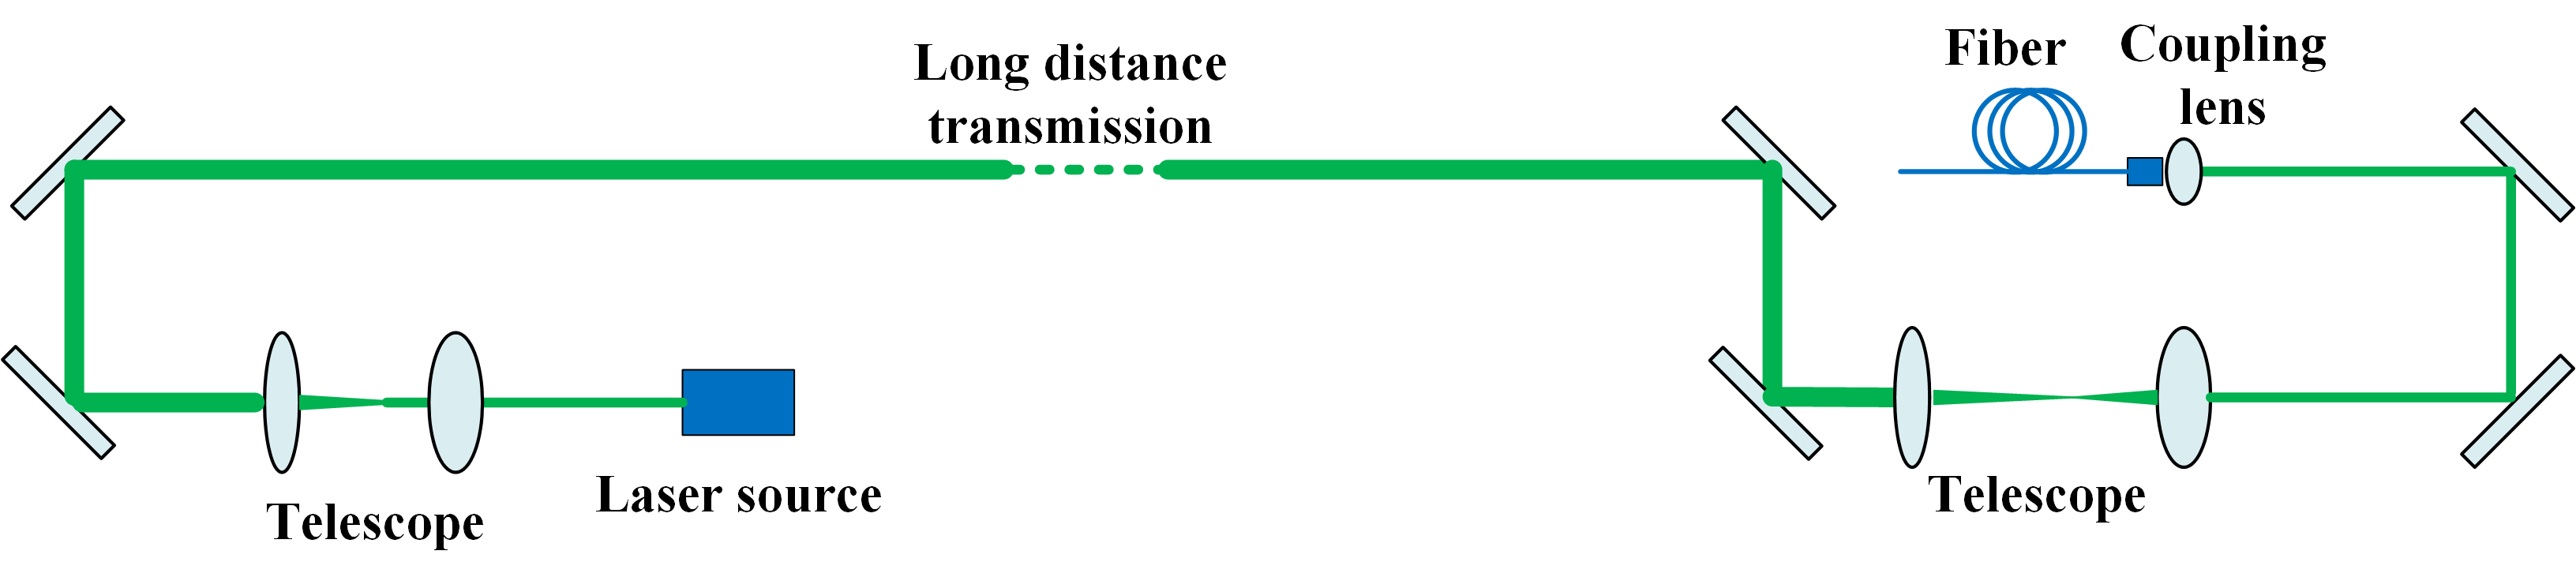 Long distance
transmission
Fiber
Coupling
lens
Telescope
Laser source
Telescope